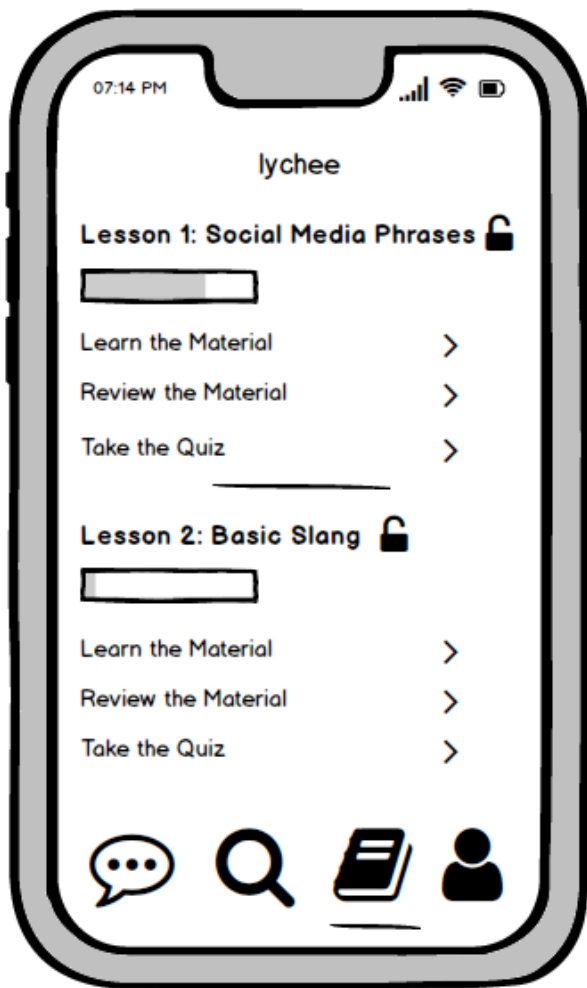 07:14 PM
lychee
Lesson 1: Social Media Phrases
Learn the Material
Review the Material
Take the Quiz
Lesson 2: Basic Slang
Learn the Material
Review the Material
Take the Quiz